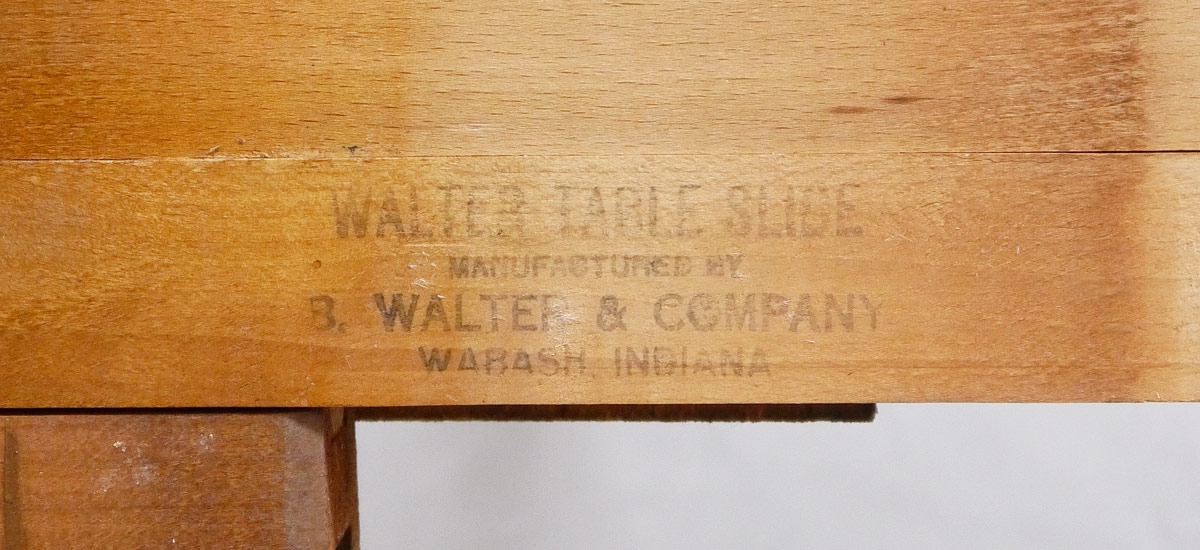 WALTER TABLE SLIDE
MANUFACTURED BY
B. WALTER & COMPANY
WABASH, INDIANA